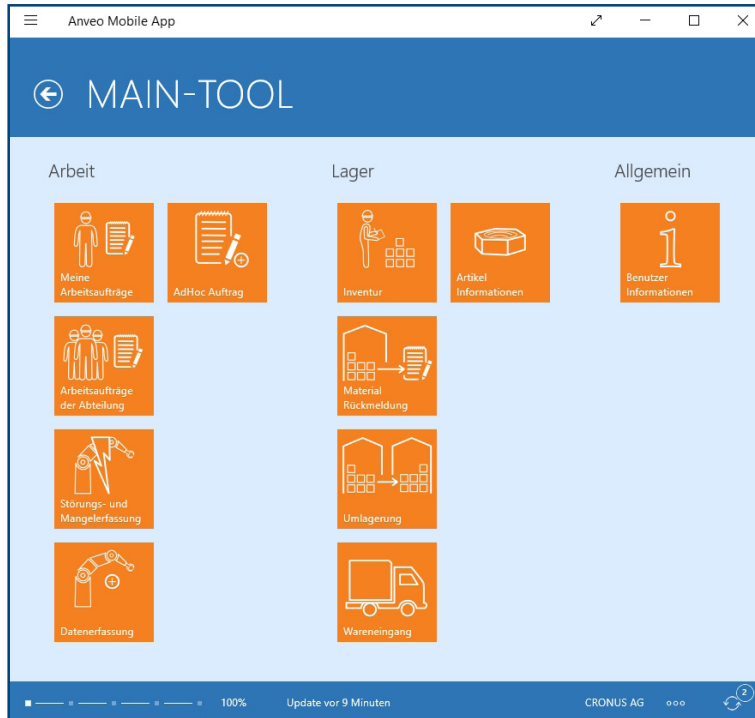 Anveo Mobile App
MAIN-TOOL
Arbeit
Meine
Arbeitsaufträge
AdHoc Auftrag
Arbeitsaufträge
der Abteilung
Störungs- und
Mangelerfassung
Datenerfassung
Lager
Inventur
Artikel
Informationen
Material
Rückmeldung
Umlagerung
Wareneingang
Allgemein
Benutzer
Informationen
100%
Update vor 9 Minuten
CRONUS AG
2